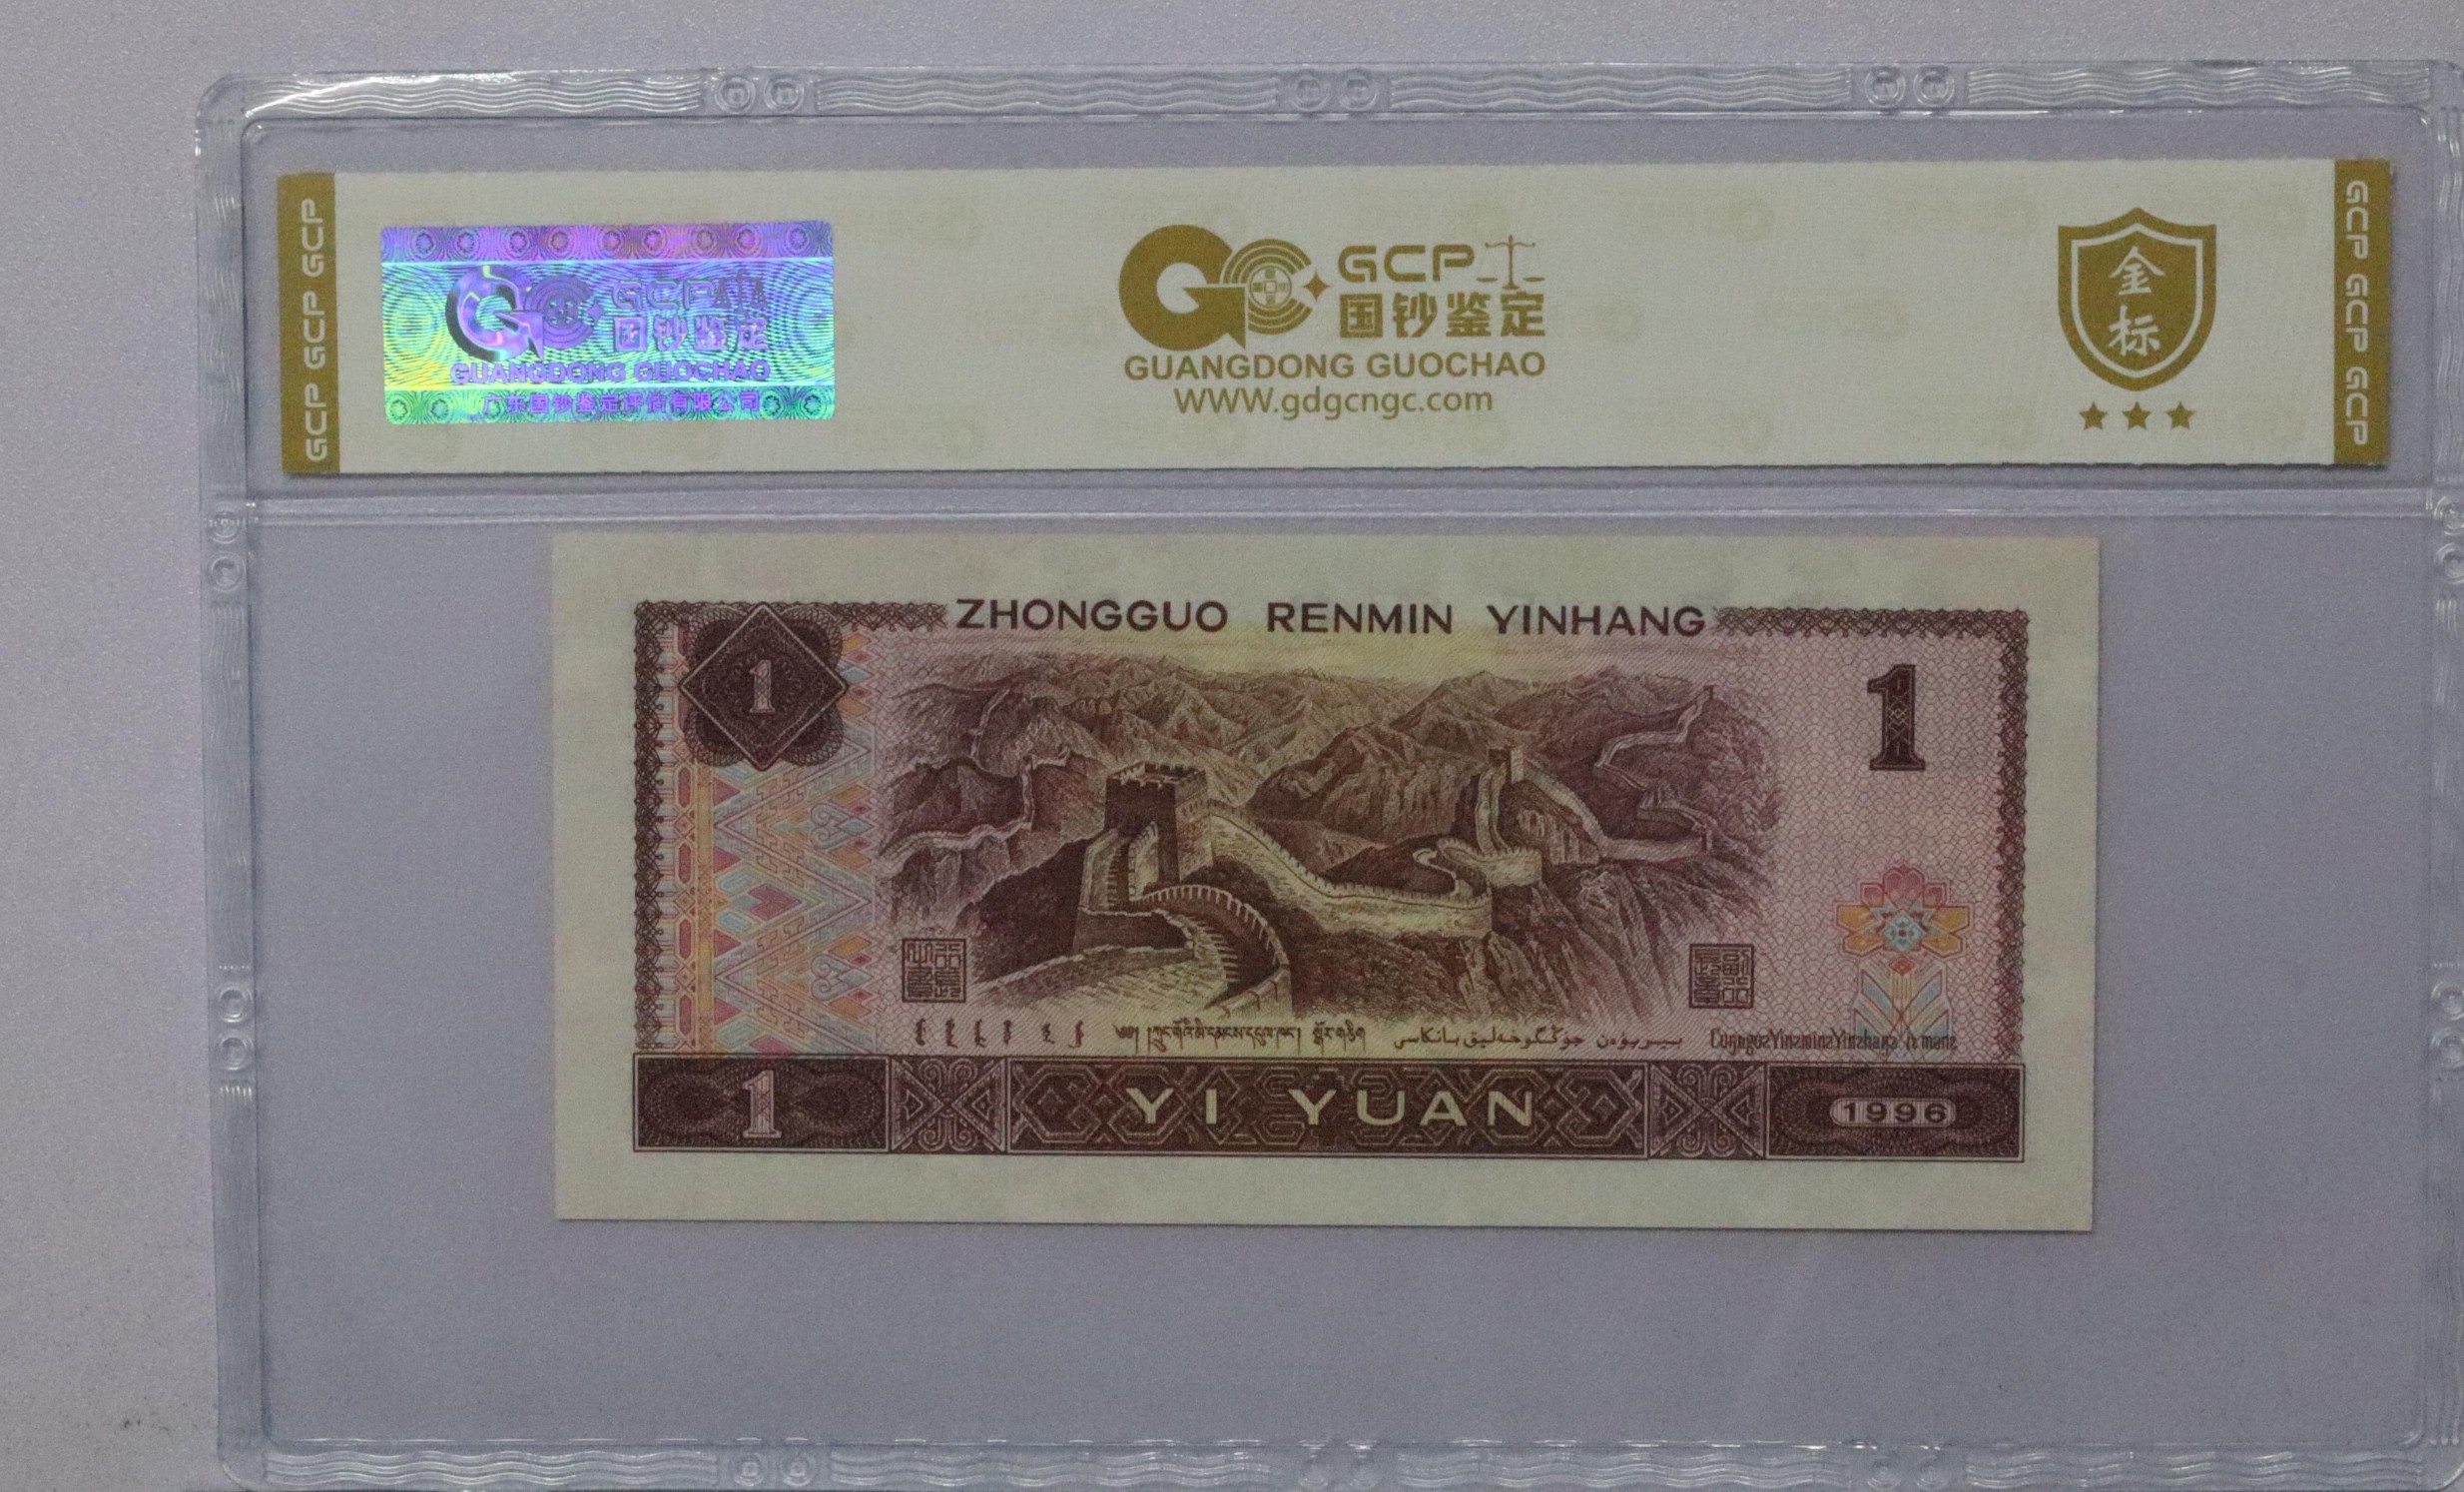 GCP GCP GCP
GCP
国钞鉴定
GUANGDONG GUOCHAO
广东国钞鉴定评估有限公司
GCP
国钞鉴定
GUANGDONG GUOCHAO
WWW.gdgcngc.com
金
标
GCP GCP GCP
ZHONGGUO RENMIN YINHANG
1
1
1
YI YUAN
1996